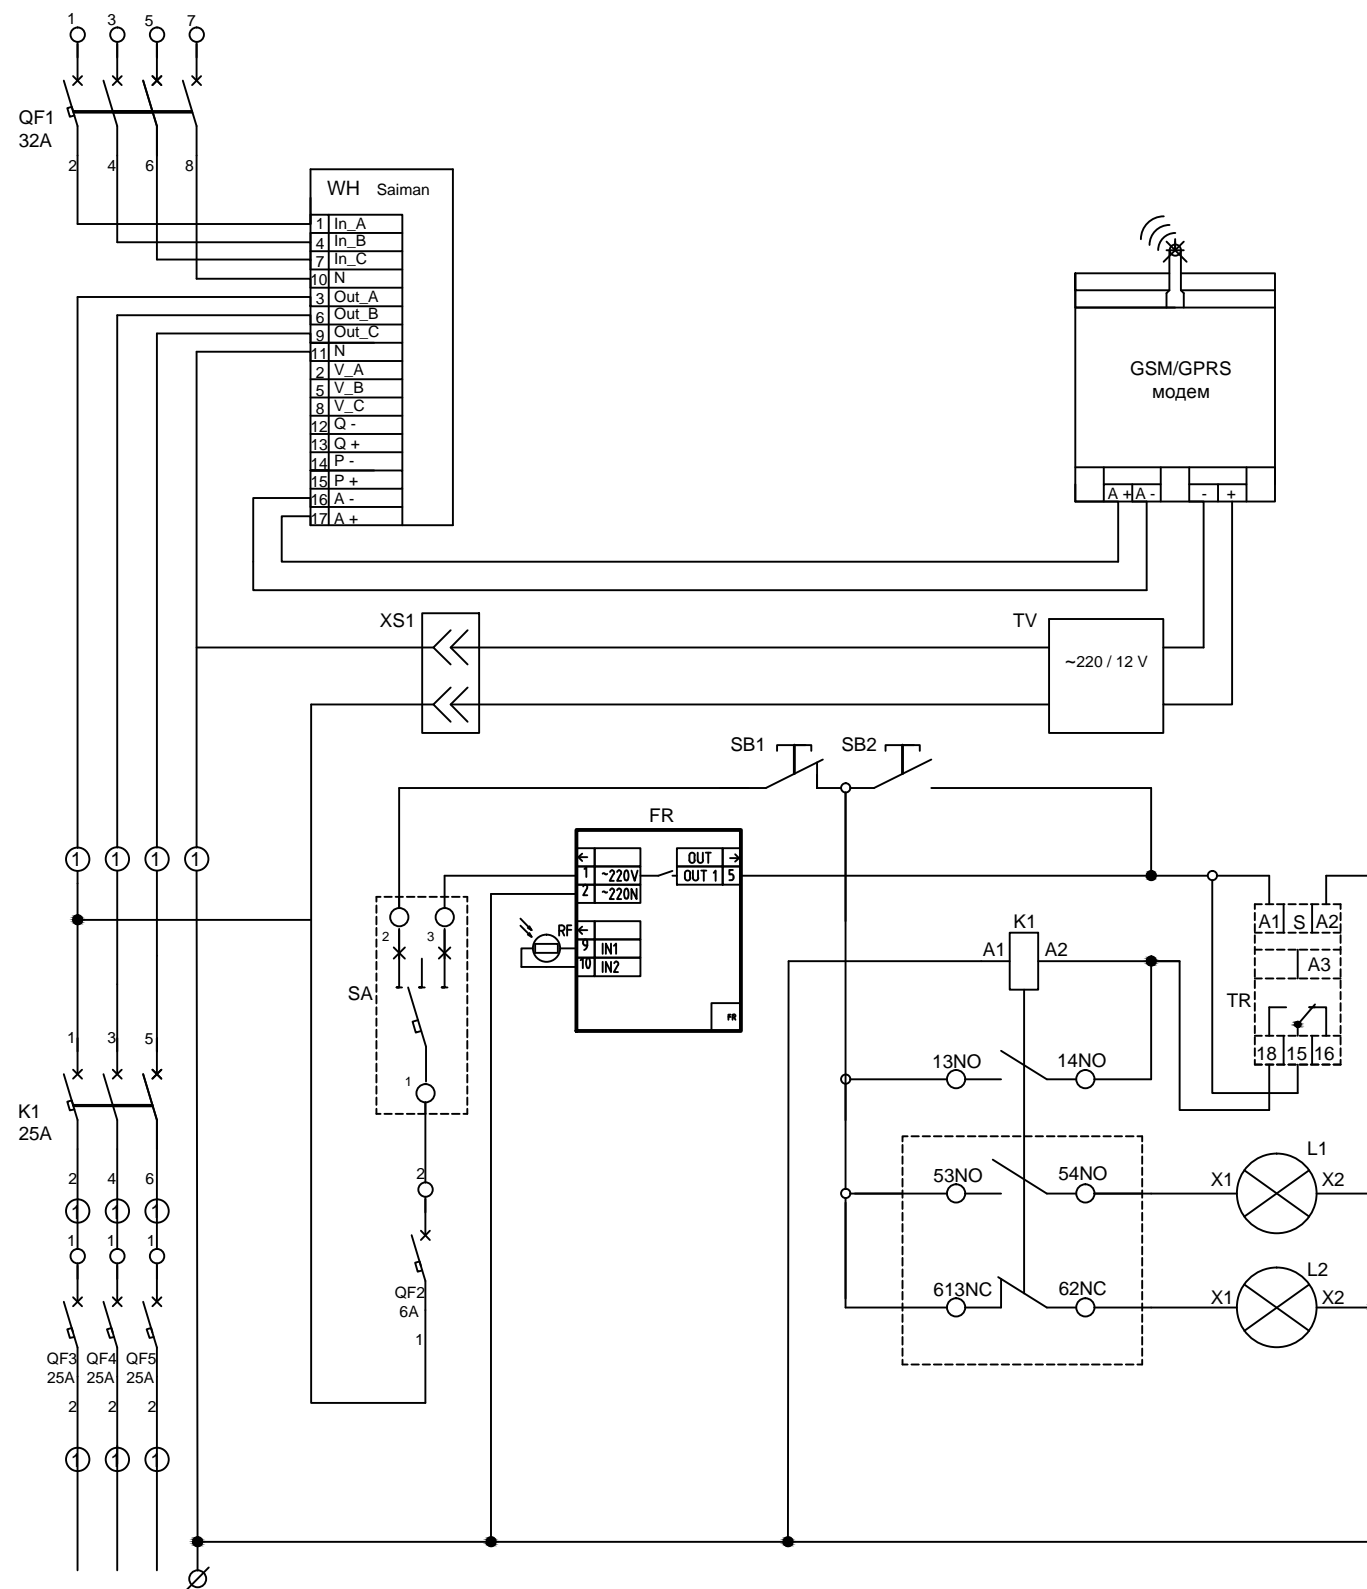 1 3 5 7
QF1
32A
2 4 6 8
WH Saiman
1 In_A
4 In_B
7 In_C
10 N
3 Out_A
6 Out_B
9 Out_C
11 N
2 V_A
5 V_B
8 V_C
12 Q -
13 Q +
14 P -
15 P +
16 A -
17 A +
GSM/GPRS
модем
A + A - - +
XS1
TV
~220 / 12 V
SB1 SB2
FR
← OUT →
1 ~220V OUT 1 5
2 ~220N
RF ←
9 IN1
10 IN2
FR
1 1 1 1
2 3
SA
1
K1
A1 A2
A1 S A2
A3
TR
18 15 16
1 3 5
K1
25A
2 4 6
1 1 1
1 1 1
QF3 QF4 QF5
25A 25A 25A
2 2 2
1 1 1
2
QF2
6A
1
13NO 14NO
53NO 54NO
613NC 62NC
L1
X1 X2
L2
X1 X2